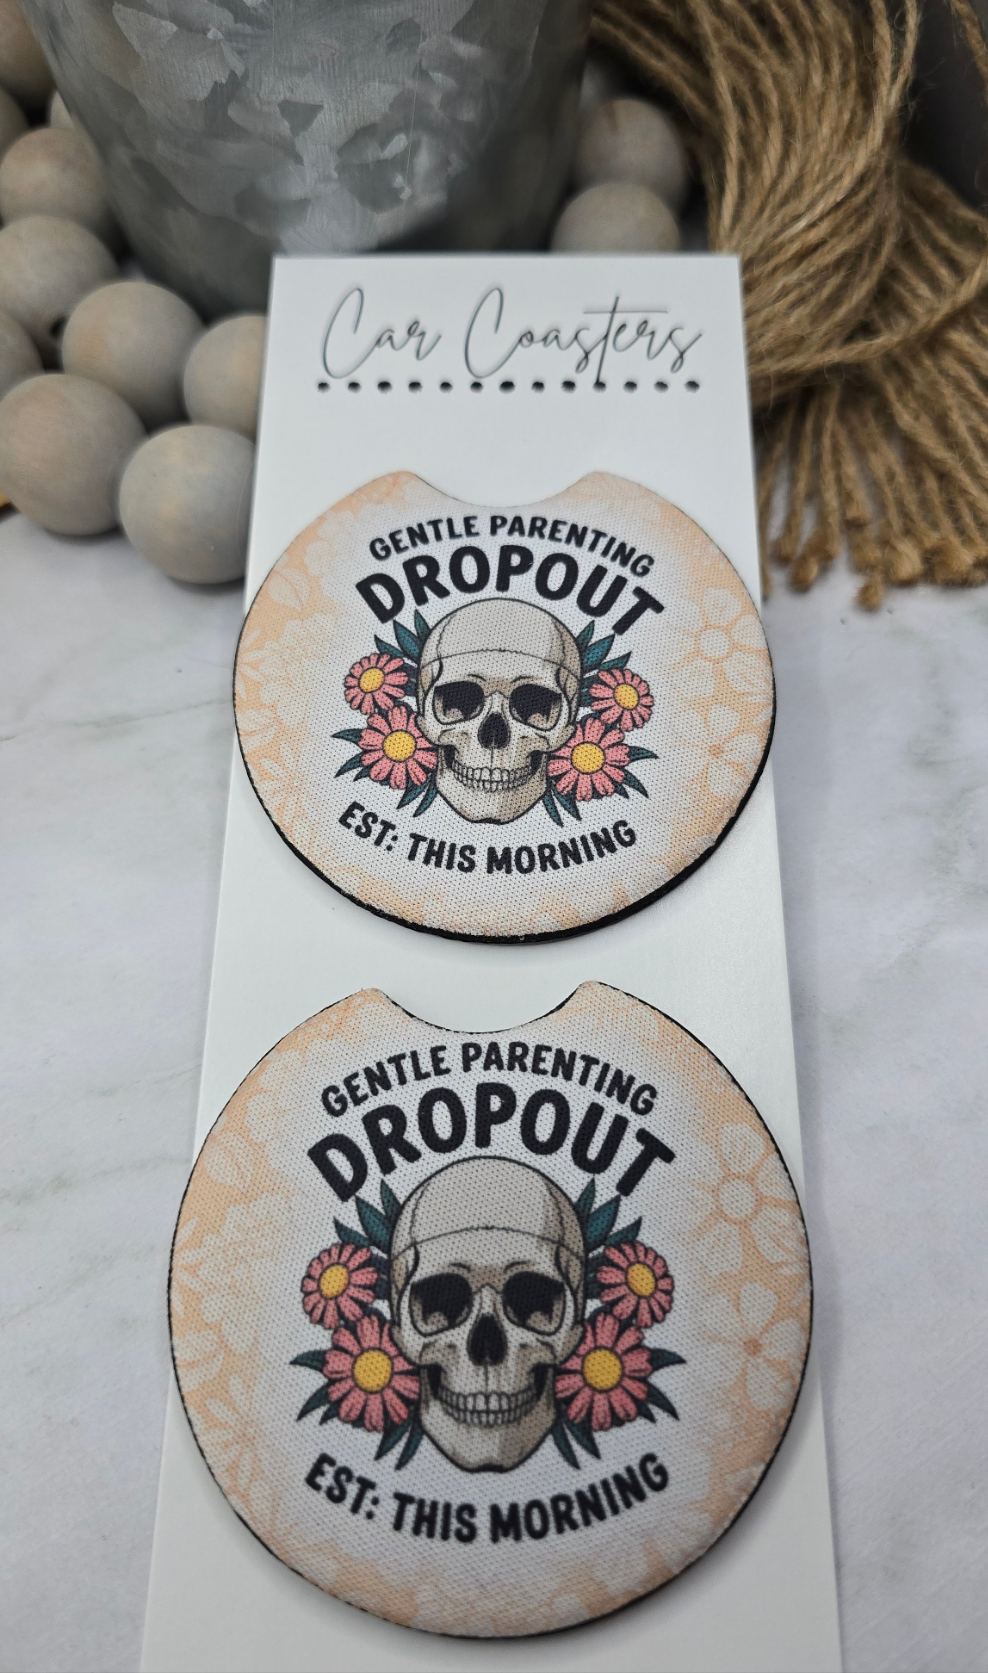 Car Coasters
GENTLE PARENTING
DROPOUT
EST: THIS MORNING
GENTLE PARENTING
DROPOUT
EST: THIS MORNING